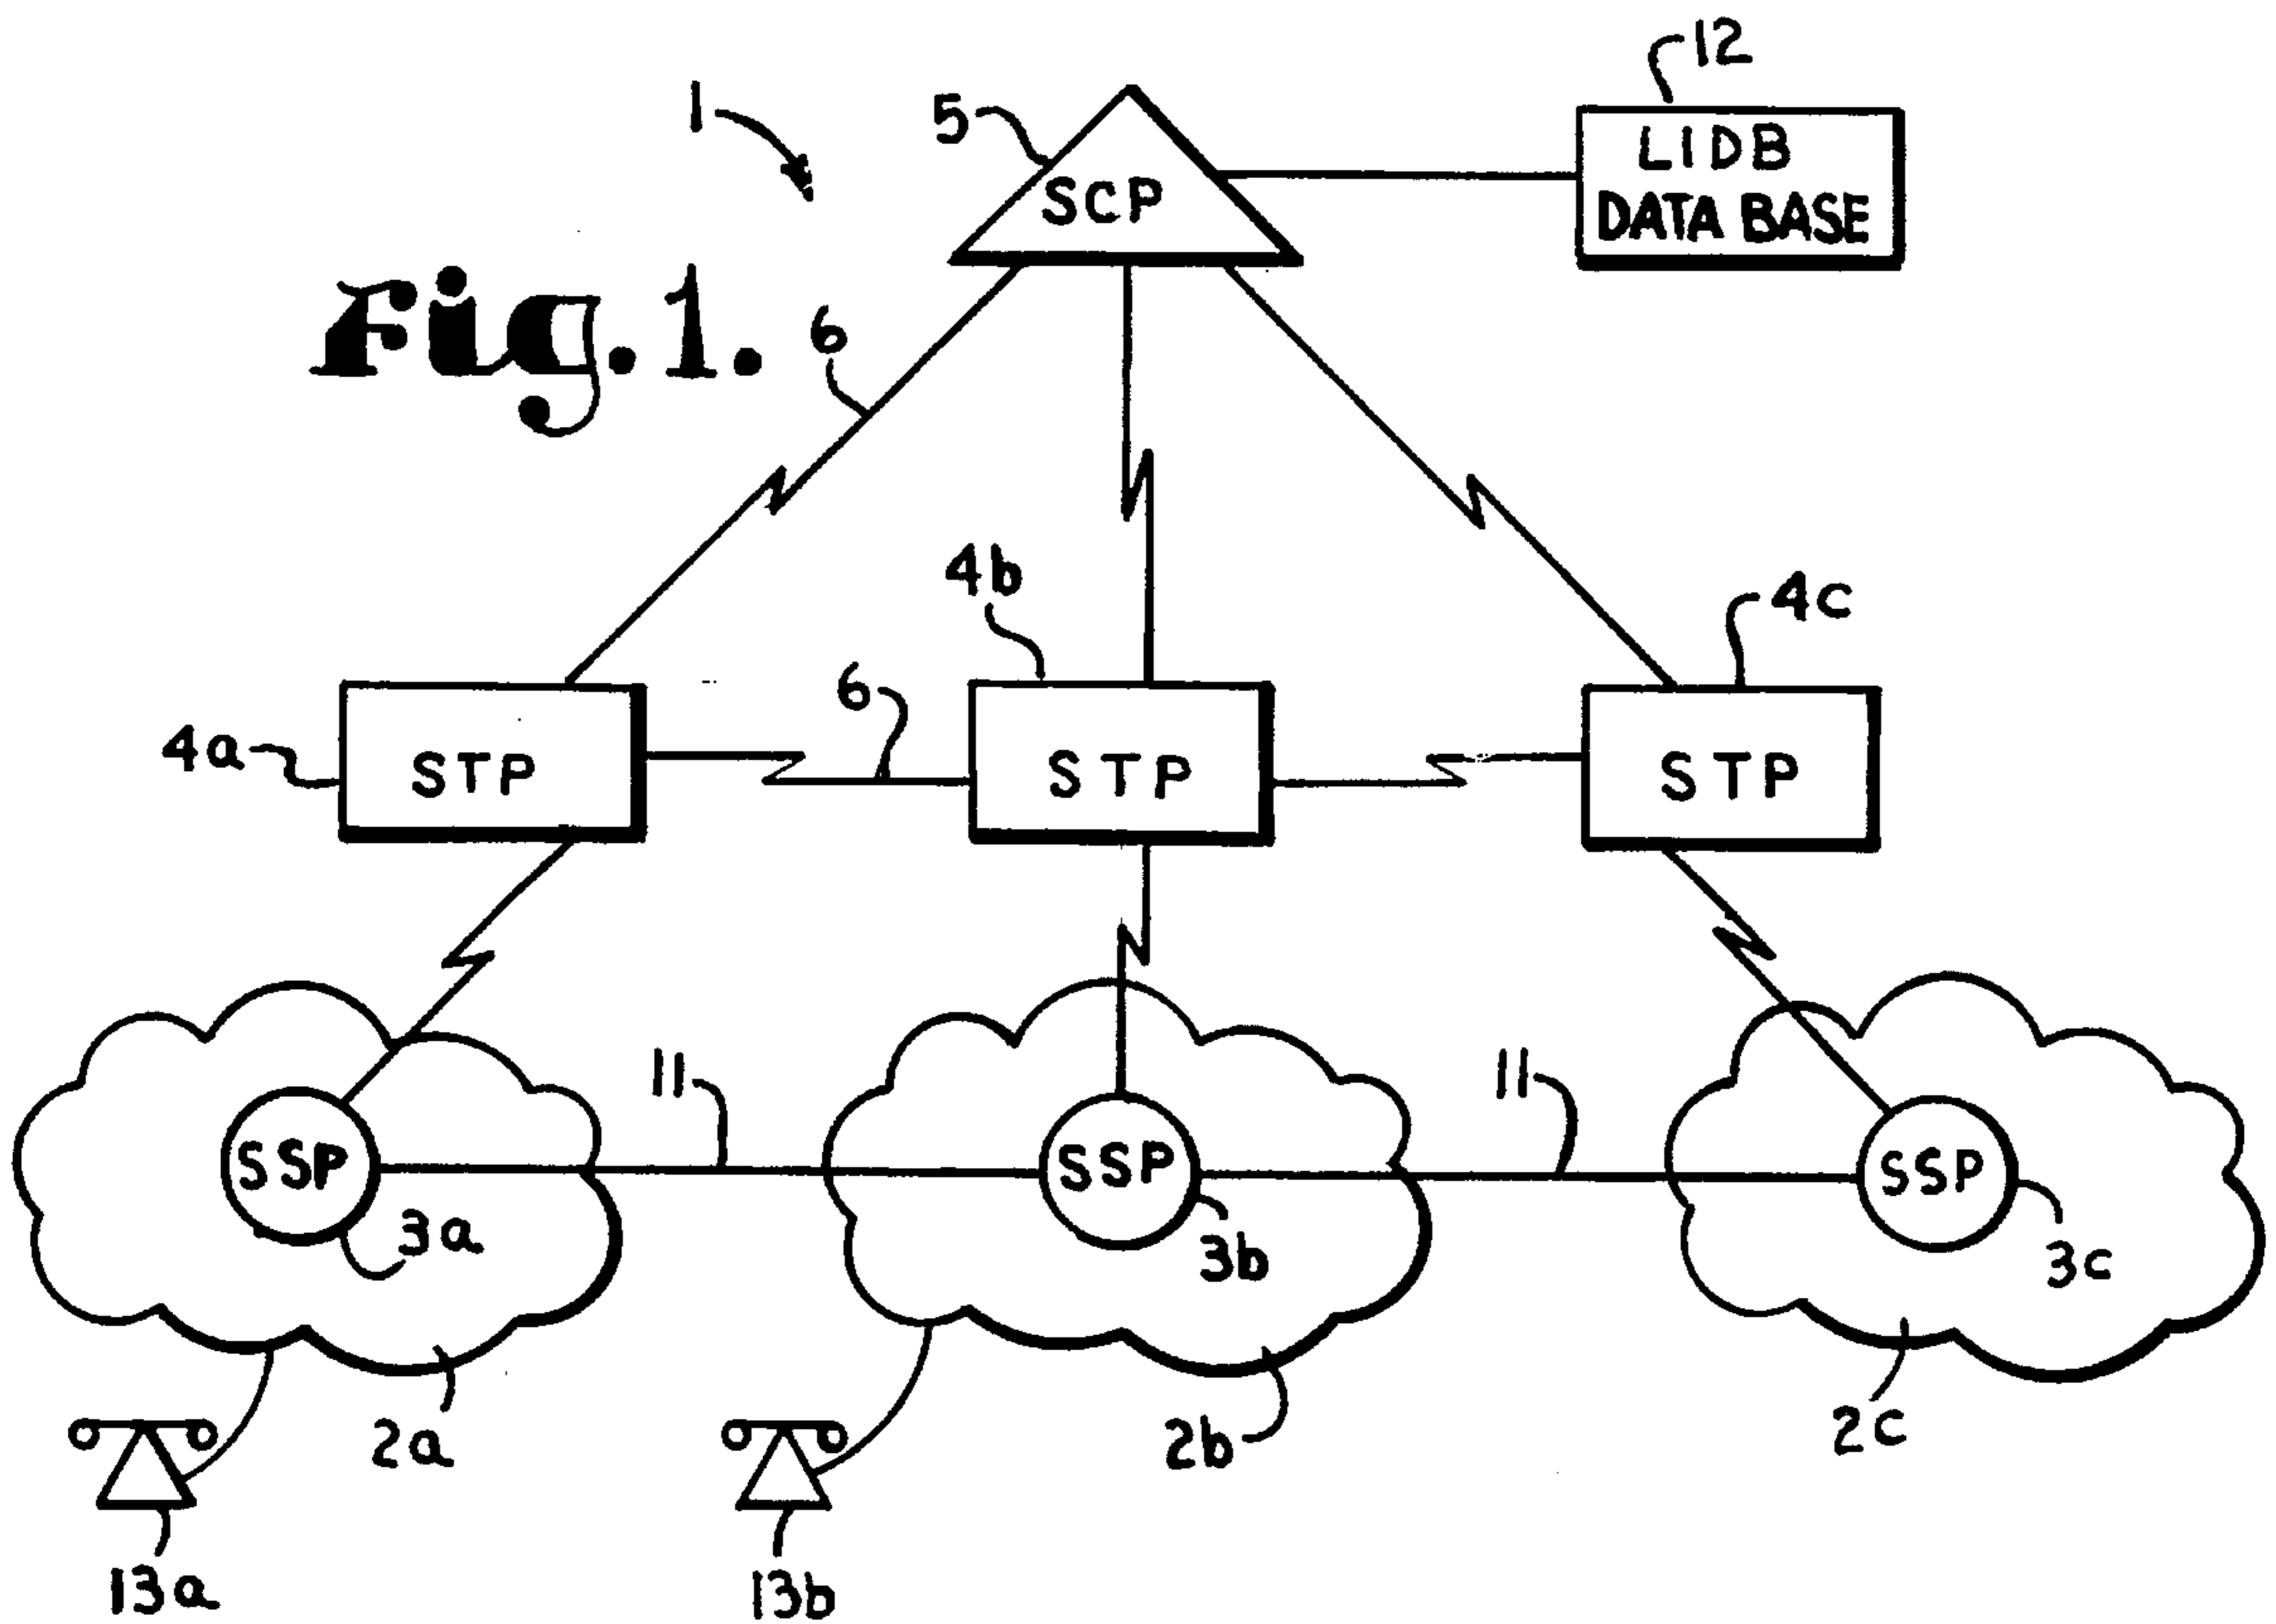 12
1
5
LIDB
DATA BASE
SCP
Fig.1.
6
4b
4c
6
4a
STP
STP
STP
11
11
SSP
SSP
SSP
3a
3b
3c
2a
2b
2c
13a
13b